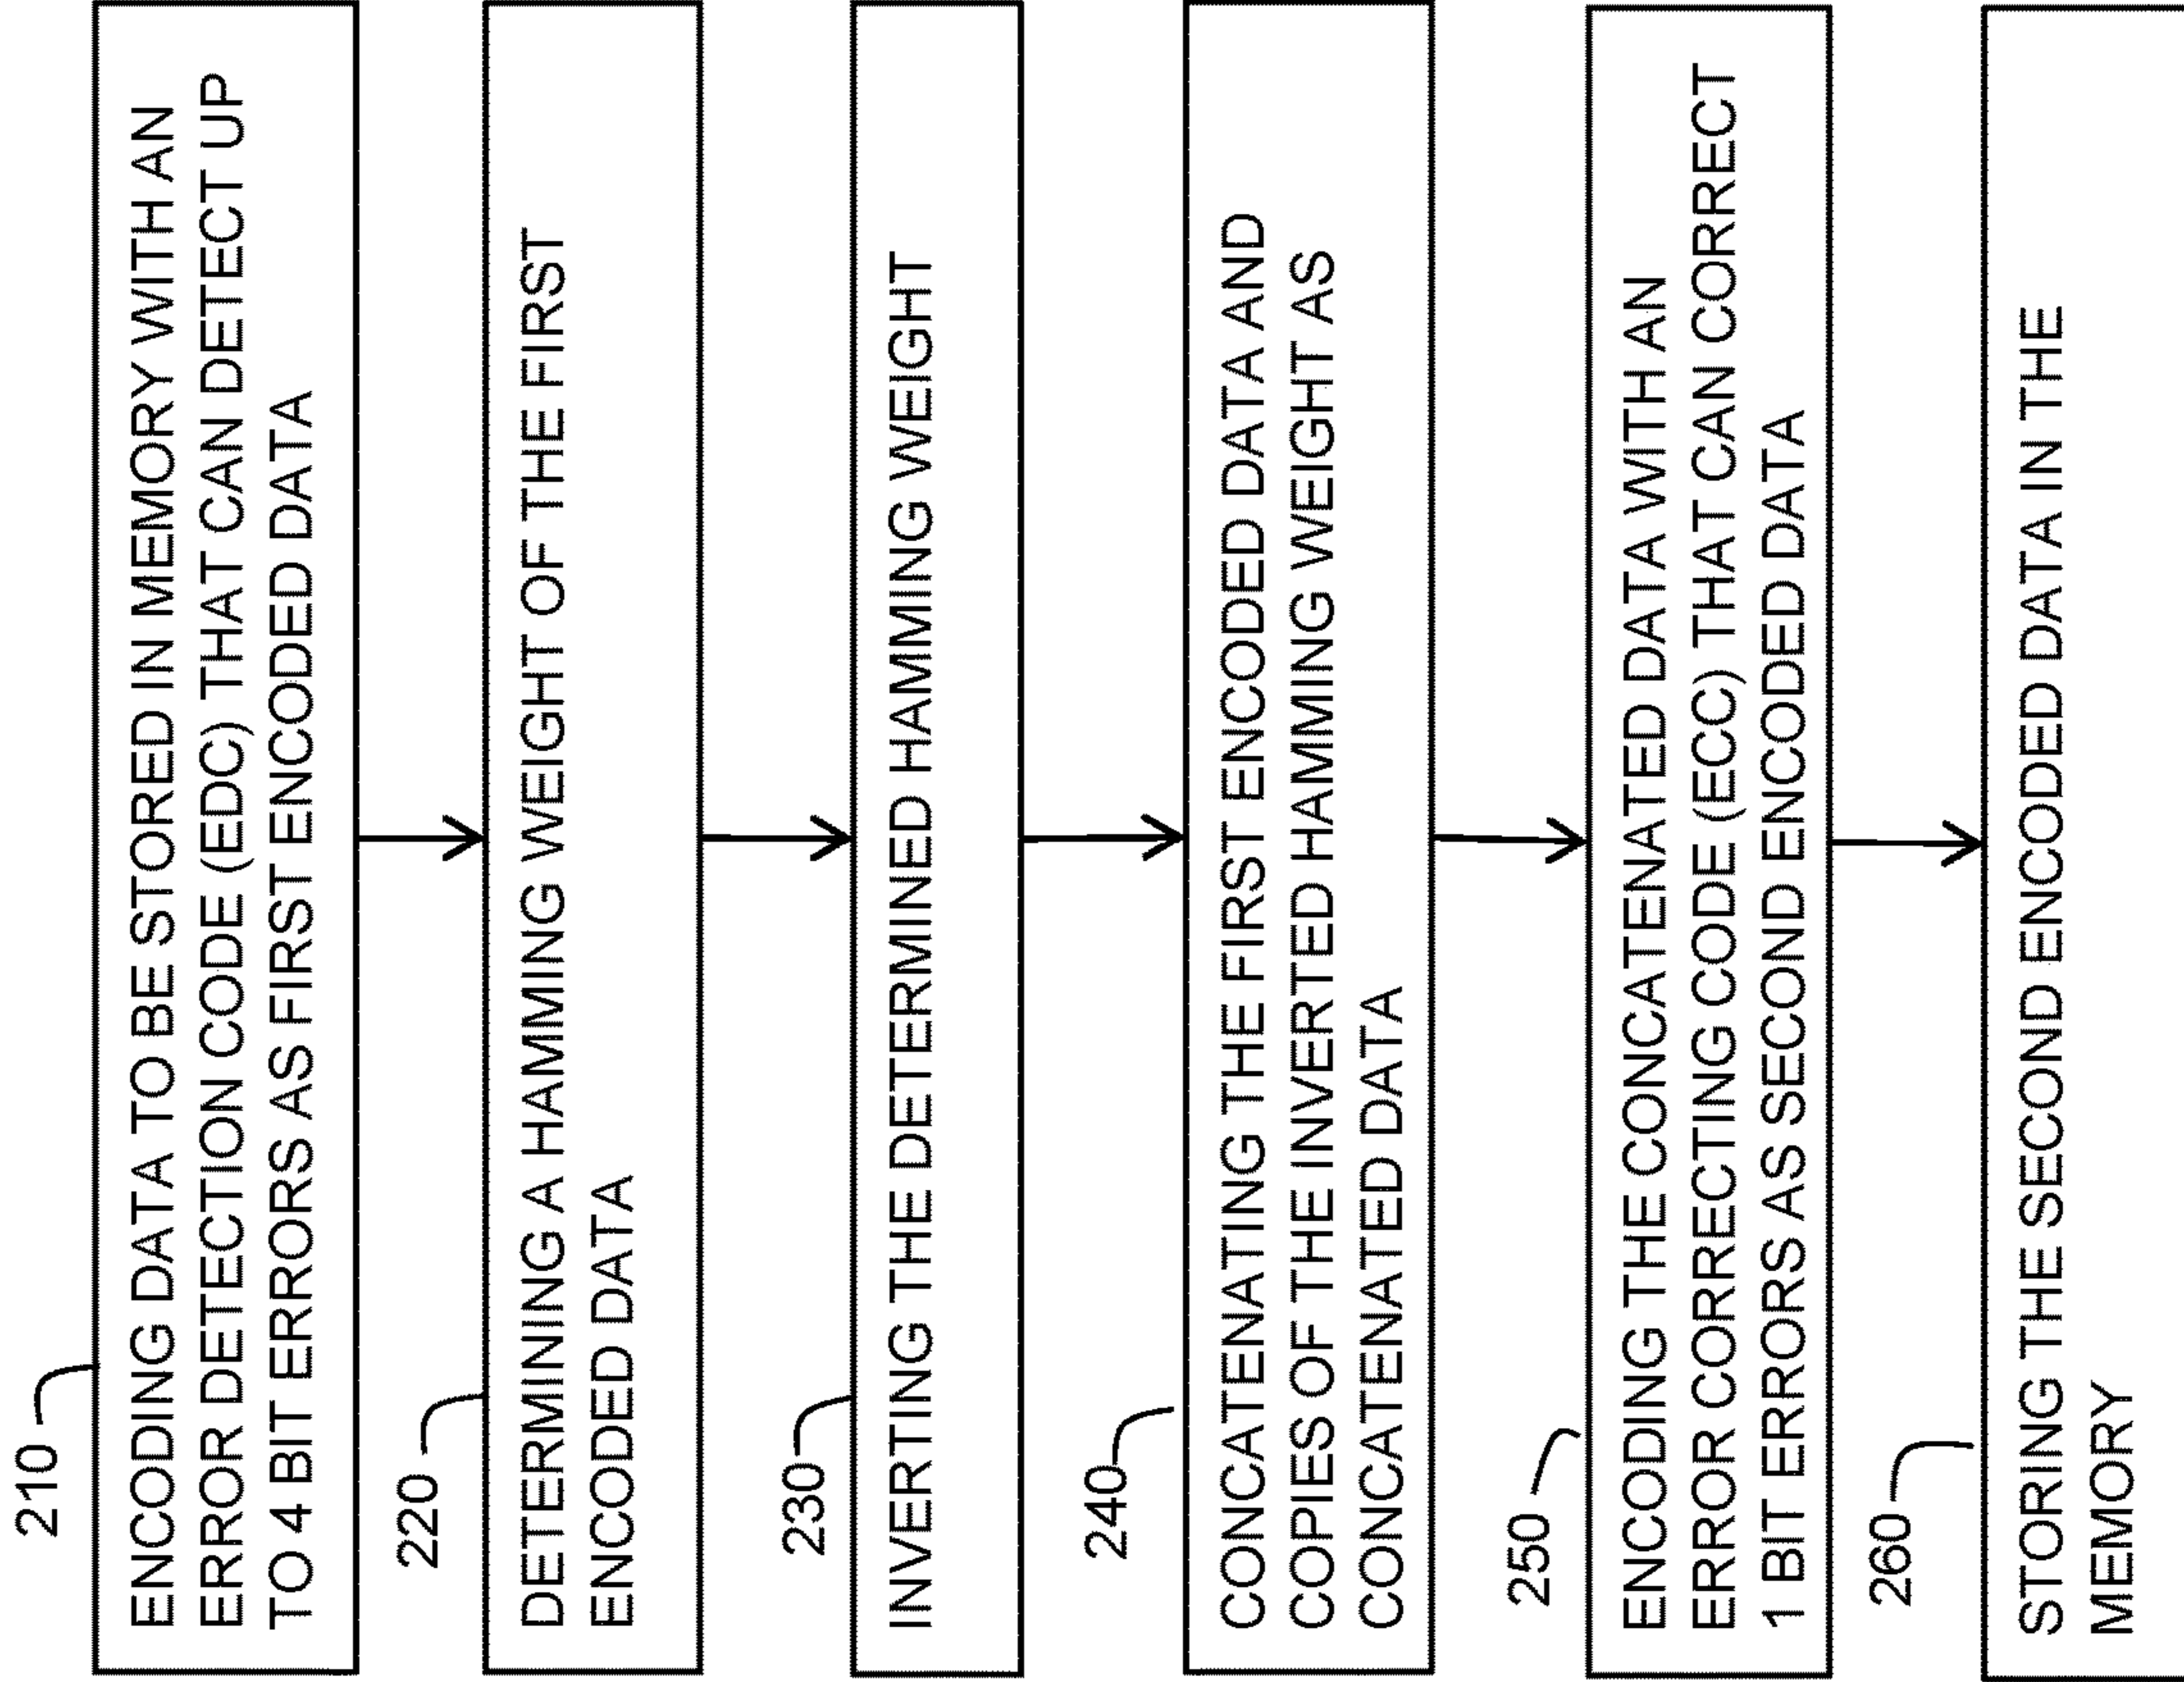 210
ENCODING DATA TO BE STORED IN MEMORY WITH AN
ERROR DETECTION CODE (EDC) THAT CAN DETECT UP
TO 4 BIT ERRORS AS FIRST ENCODED DATA
220
DETERMINING A HAMMING WEIGHT OF THE FIRST
ENCODED DATA
230
INVERTING THE DETERMINED HAMMING WEIGHT
240
CONCATENATING THE FIRST ENCODED DATA AND
COPIES OF THE INVERTED HAMMING WEIGHT AS
CONCATENATED DATA
250
ENCODING THE CONCATENATED DATA WITH AN
ERROR CORRECTING CODE (ECC) THAT CAN CORRECT
1 BIT ERRORS AS SECOND ENCODED DATA
260
STORING THE SECOND ENCODED DATA IN THE
MEMORY